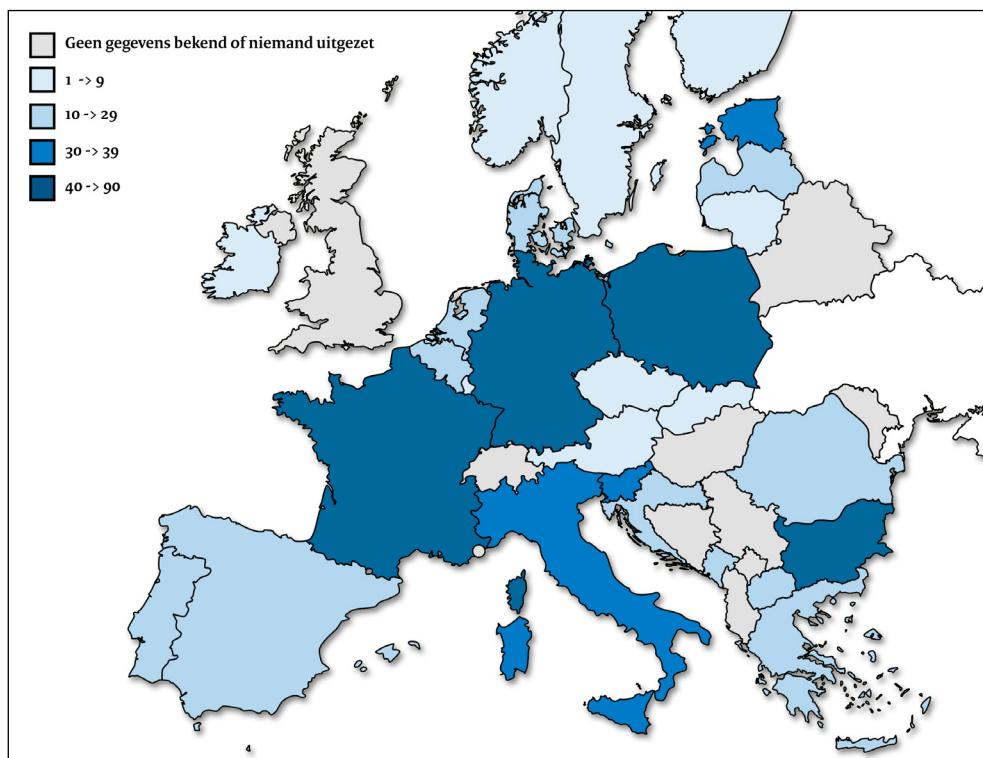 Geen gegevens bekend of niemand uitgezet
1 -> 9
10 -> 29
30 -> 39
40 -> 90